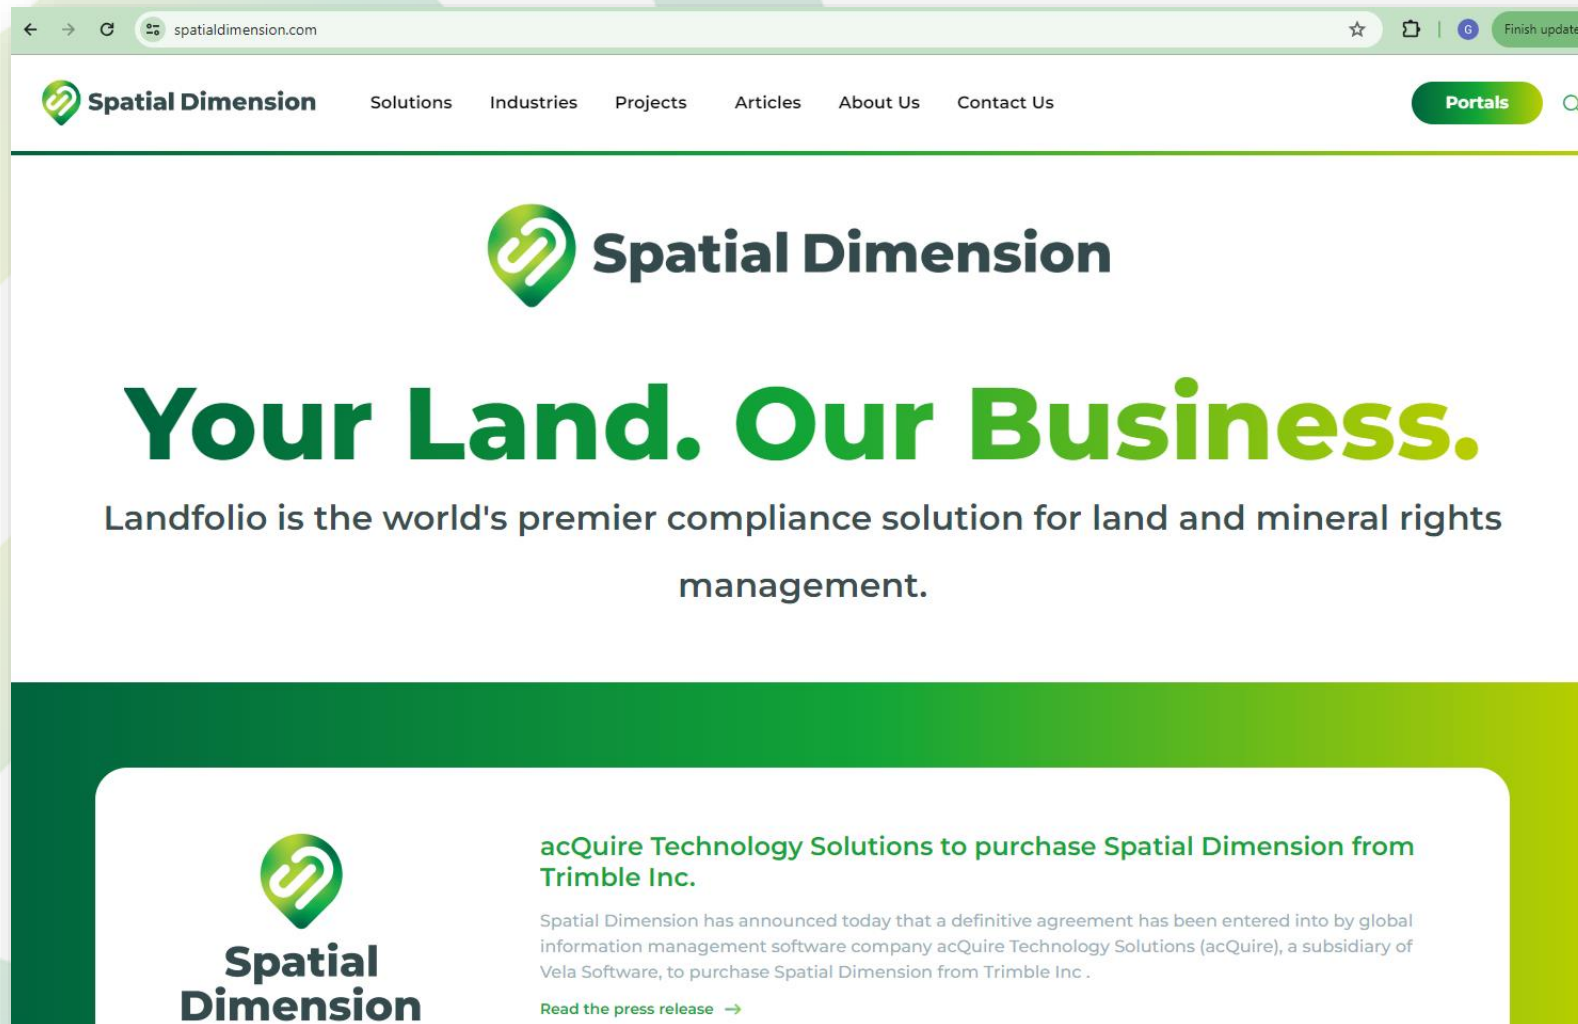 spatialdimension.com
G
Finish update
Spatial Dimension
Solutions
Industries
Projects
Articles
About Us
Contact Us
Portals
Spatial Dimension
Your Land. Our Business.
Landfolio is the world's premier compliance solution for land and mineral rights
management.
Spatial
Dimension
acQuire Technology Solutions to purchase Spatial Dimension from
Trimble Inc.
Spatial Dimension has announced today that a definitive agreement has been entered into by global
information management software company acQuire Technology Solutions (acQuire), a subsidiary of
Vela Software, to purchase Spatial Dimension from Trimble Inc .
Read the press release →